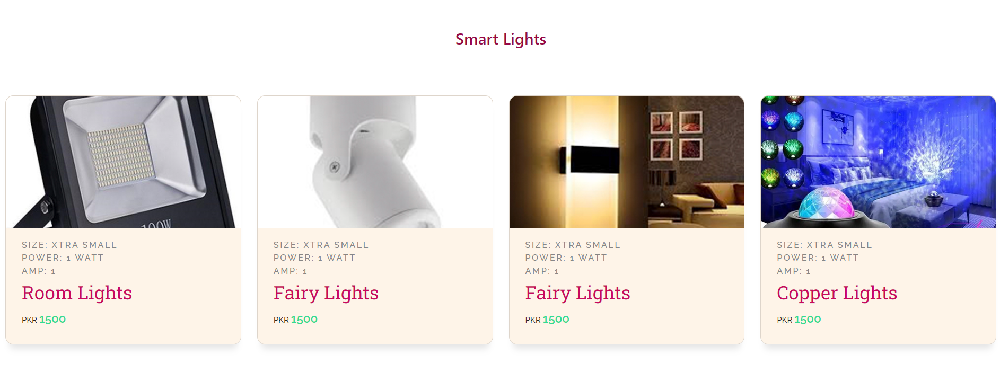 Smart Lights
100W
SIZE: XTRA SMALL
POWER: 1 WATT
AMP: 1
Room Lights
PKR 1500
SIZE: XTRA SMALL
POWER: 1 WATT
AMP: 1
Fairy Lights
PKR 1500
SIZE: XTRA SMALL
POWER: 1 WATT
AMP: 1
Fairy Lights
PKR 1500
SIZE: XTRA SMALL
POWER: 1 WATT
AMP: 1
Copper Lights
PKR 1500